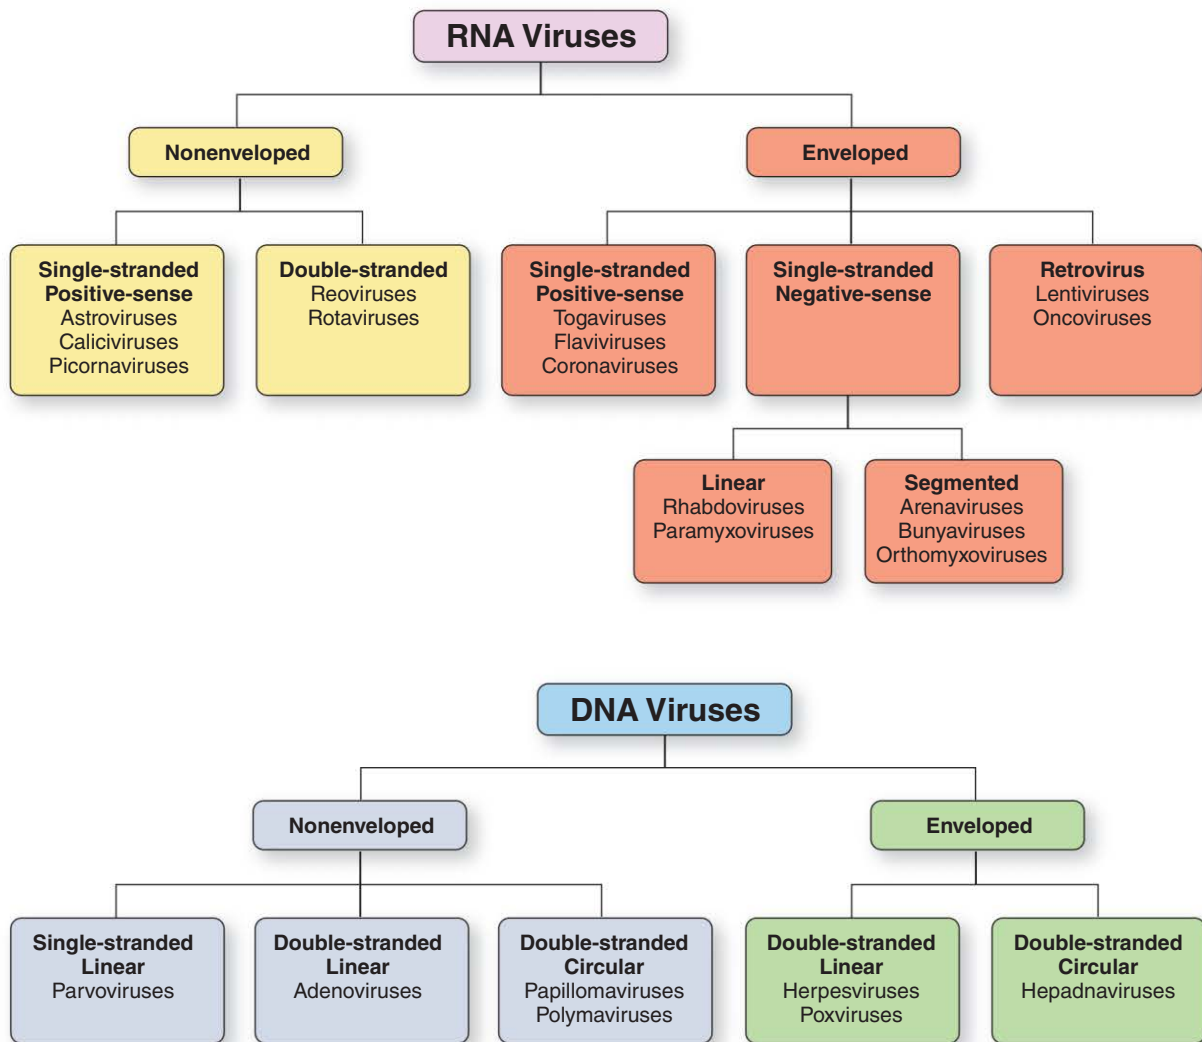 RNA Viruses
Nonenveloped
Enveloped
Single-stranded
Positive-sense
Astroviruses
Caliciviruses
Picornaviruses
Double-stranded
Reoviruses
Rotaviruses
Single-stranded
Positive-sense
Togaviruses
Flaviviruses
Coronaviruses
Single-stranded
Negative-sense
Retrovirus
Lentiviruses
Oncoviruses
Linear
Rhabdoviruses
Paramyxoviruses
Segmented
Arenaviruses
Bunyaviruses
Orthomyxoviruses
DNA Viruses
Nonenveloped
Enveloped
Single-stranded
Linear
Parvoviruses
Double-stranded
Linear
Adenoviruses
Double-stranded
Circular
Papillomaviruses
Polymaviruses
Double-stranded
Linear
Herpesviruses
Poxviruses
Double-stranded
Circular
Hepadnaviruses